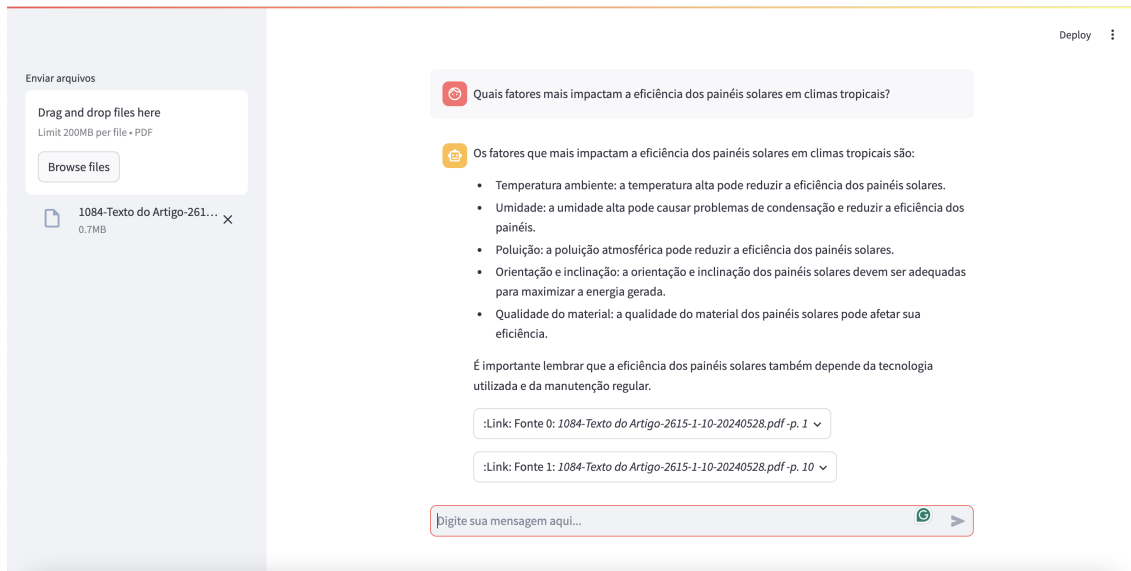 Deploy
Enviar arquivos
Drag and drop files here
Limit 200MB per file • PDF
Browse files
1084-Texto do Artigo-261...
0.7MB
Quais fatores mais impactam a eficiência dos painéis solares em climas tropicais?
Os fatores que mais impactam a eficiência dos painéis solares em climas tropicais são:
• Temperatura ambiente: a temperatura alta pode reduzir a eficiência dos painéis solares.
• Umidade: a umidade alta pode causar problemas de condensação e reduzir a eficiência dos
painéis.
• Poluição: a poluição atmosférica pode reduzir a eficiência dos painéis solares.
• Orientação e inclinação: a orientação e inclinação dos painéis solares devem ser adequadas
para maximizar a energia gerada.
• Qualidade do material: a qualidade do material dos painéis solares pode afetar sua
eficiência.
É importante lembrar que a eficiência dos painéis solares também depende da tecnologia
utilizada e da manutenção regular.
:Link: Fonte 0: 1084-Texto do Artigo-2615-1-10-20240528.pdf -p. 1
:Link: Fonte 1: 1084-Texto do Artigo-2615-1-10-20240528.pdf -p. 10
Digite sua mensagem aqui...